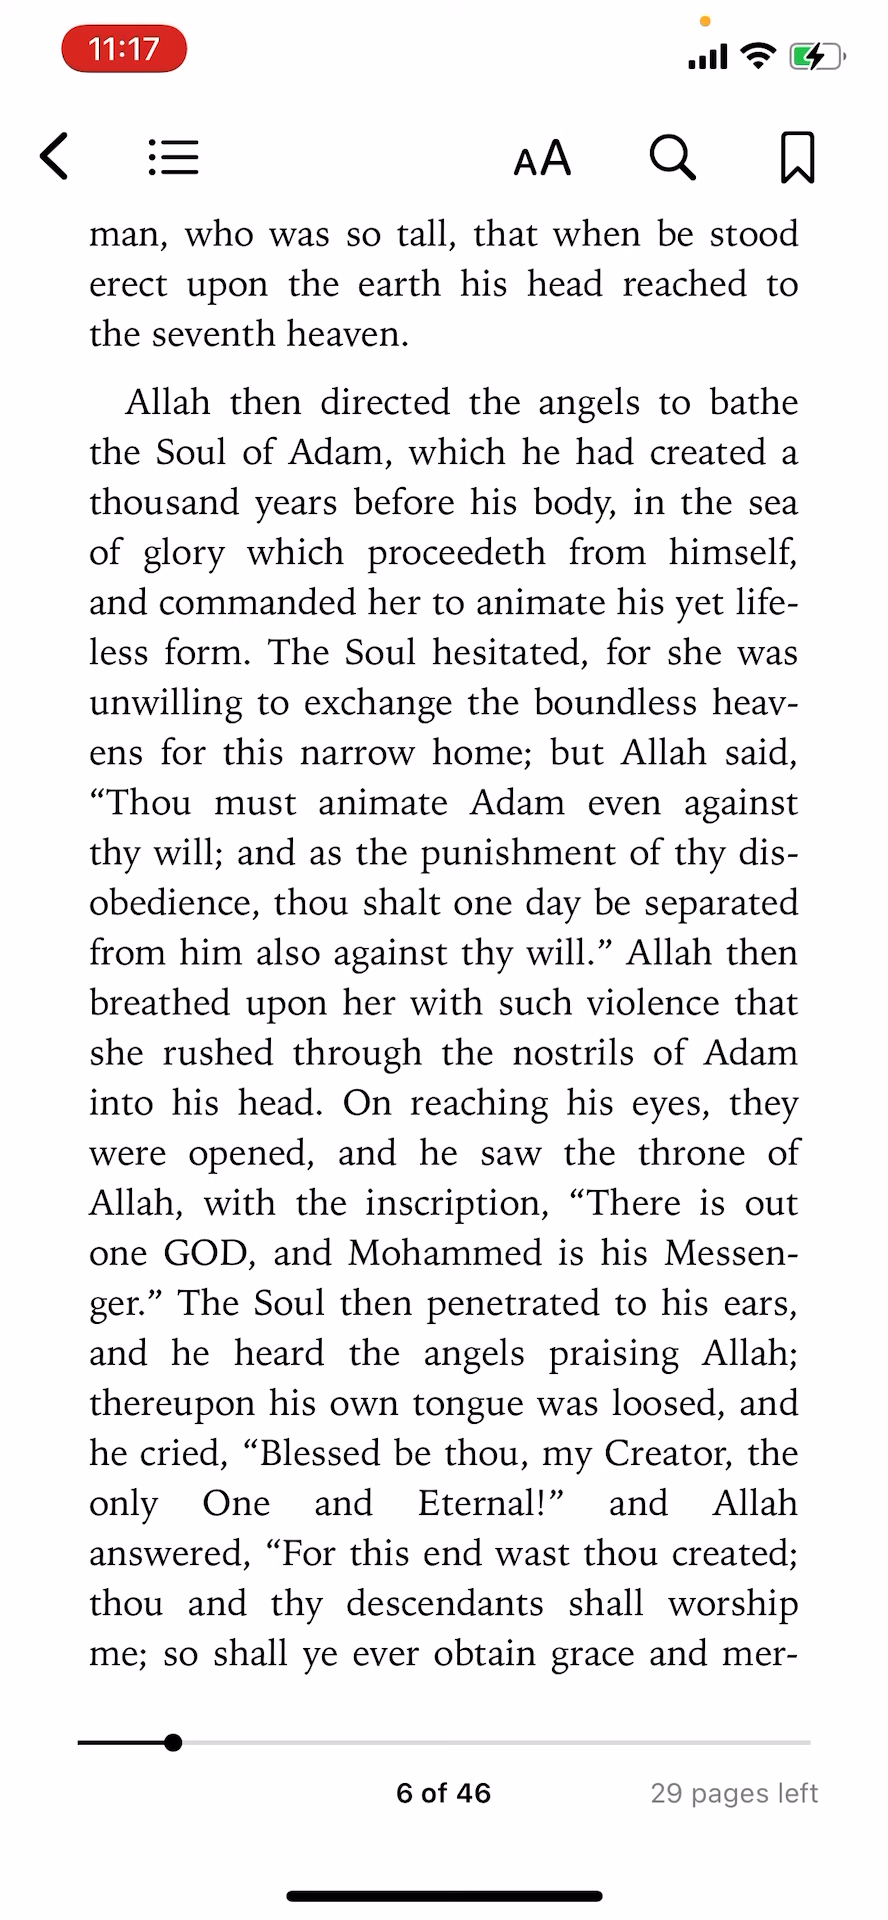 11:17
AA
man, who was so tall, that when be stood
erect upon the earth his head reached to
the seventh heaven.
Allah then directed the angels to bathe
the Soul of Adam, which he had created a
thousand years before his body, in the sea
of glory which proceedeth from himself,
and commanded her to animate his yet life-
less form. The Soul hesitated, for she was
unwilling to exchange the boundless heav-
ens for this narrow home; but Allah said,
“Thou must animate Adam even against
thy will; and as the punishment of thy dis-
obedience, thou shalt one day be separated
from him also against thy will.” Allah then
breathed upon her with such violence that
she rushed through the nostrils of Adam
into his head. On reaching his eyes, they
were opened, and he saw the throne of
Allah, with the inscription, “There is out
one GOD, and Mohammed is his Messen-
ger.” The Soul then penetrated to his ears,
and he heard the angels praising Allah;
thereupon his own tongue was loosed, and
he cried, “Blessed be thou, my Creator, the
only One and Eternal!” and Allah
answered, “For this end wast thou created;
thou and thy descendants shall worship
me; so shall ye ever obtain grace and mer-
6 of 46
29 pages left